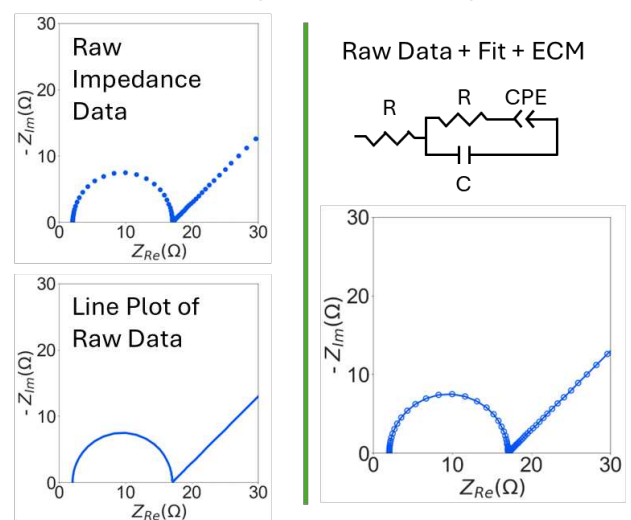 Raw
Impedance
Data
- Z_Im(Ω)
30
20
10
0
0 10 20 30
Z_Re(Ω)
Line Plot of
Raw Data
- Z_Im(Ω)
30
20
10
0
0 10 20 30
Z_Re(Ω)
Raw Data + Fit + ECM
R R CPE
C
- Z_Im(Ω)
30
20
10
0
0 10 20 30
Z_Re(Ω)